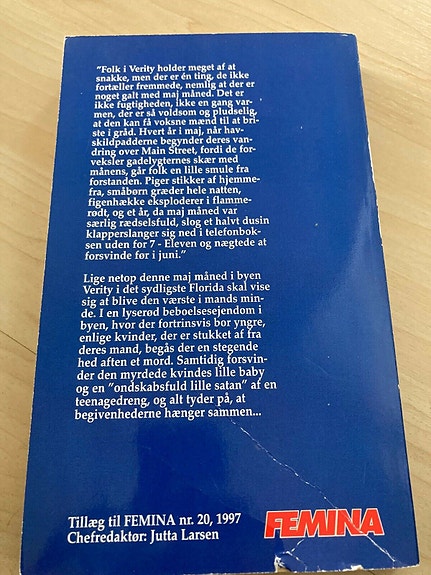 "Folk i Verity holder meget af at
snakke, men der er én ting, de ikke
fortæller fremmede, nemlig at der er
noget galt med maj måned. Det er
ikke fugtigheden, ikke en gang var-
men, der er så voldsom og pludselig,
at den kan få voksne mænd til at bri-
ste i gråd. Hvert år i maj, når hav-
skildpadderne begynder deres van-
dring over Main Street, fordi de for-
veksler gadelygternes skær med
månens, går folk en lille smule fra
forstanden. Piger stikker af hjemme-
fra, småbørn græder hele natten,
figenhække eksploderer i flamme-
rødt, og et år, da maj måned var
særlig rædselsfuld, slog et halvt dusin
klapperslanger sig ned i telefonbok-
sen uden for 7 - Eleven og nægtede at
forsvinde før i juni."
Lige netop denne maj måned i byen
Verity i det sydligste Florida skal vise
sig at blive den værste i mands min-
de. I en lyserød beboelsesejendom i
byen, hvor der fortrinsvis bor yngre,
enlige kvinder, der er stukket af fra
deres mand, begås der en stegende
hed aften et mord. Samtidig forsvin-
der den myrdede kvindes lille baby
og en "ondskabsfuld lille satan" af en
teenagedreng, og alt tyder på, at
begivenhederne hænger sammen...
Tillæg til FEMINA nr. 20, 1997
Chefredaktør: Jutta Larsen
FEMINA